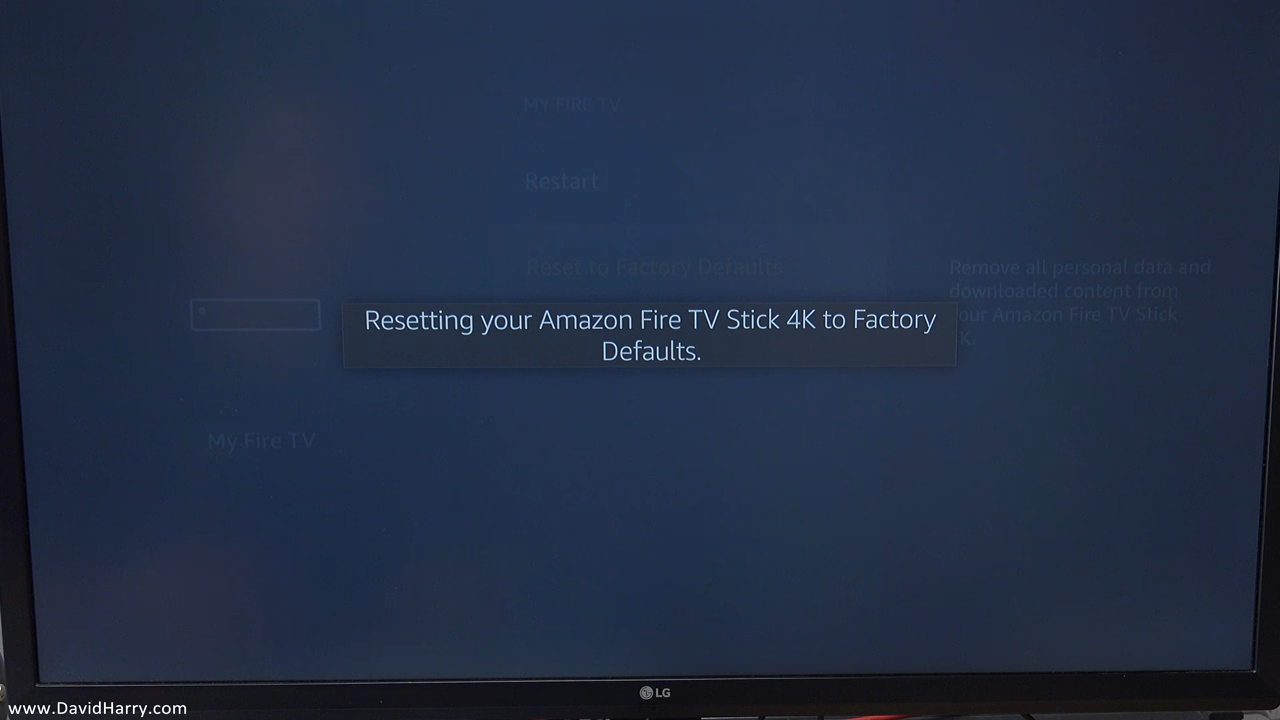 MY FIRE TV
Restart
Reset to Factory Defaults
Remove all personal data and
downloaded content from
your Amazon Fire TV Stick
4K.
Resetting your Amazon Fire TV Stick 4K to Factory
Defaults.
My Fire TV
LG
www.DavidHarry.com